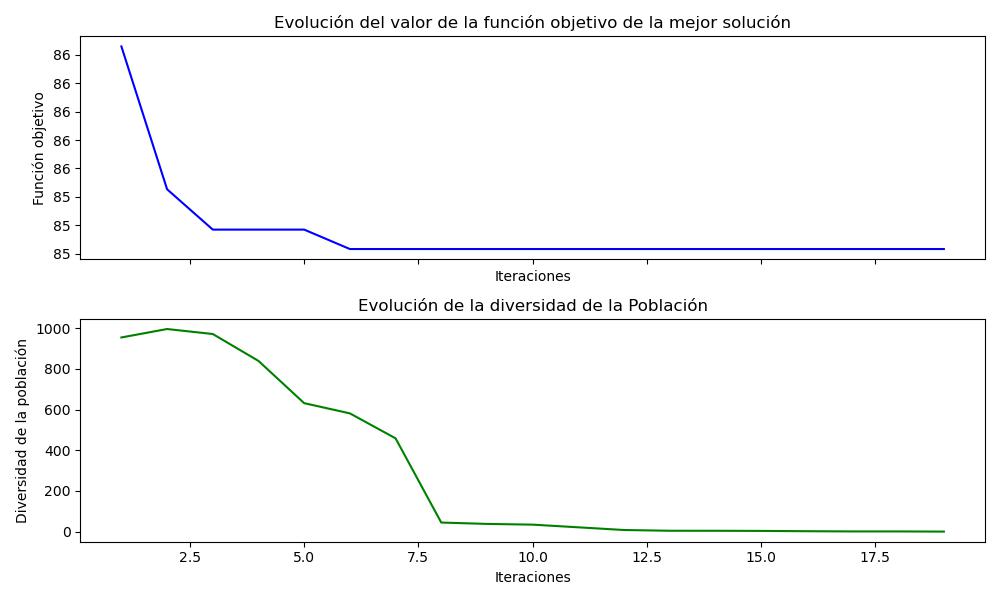 Evolución del valor de la función objetivo de la mejor solución
86
86
86
86
86
85
85
85
Función objetivo
Iteraciones
Evolución de la diversidad de la Población
1000
800
600
400
200
0
Diversidad de la población
2.5 5.0 7.5 10.0 12.5 15.0 17.5
Iteraciones